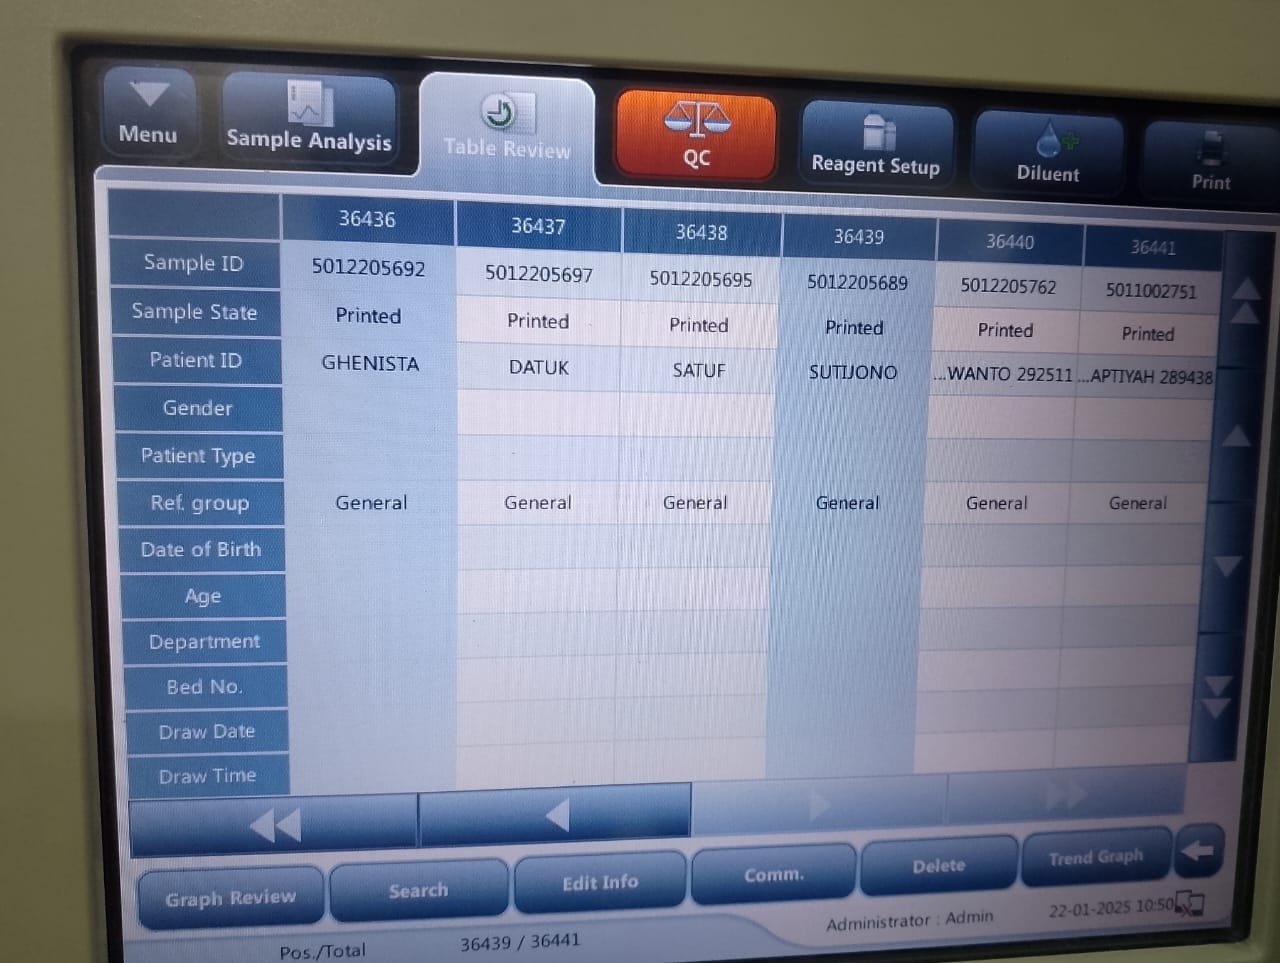 Menu Sample Analysis Table Review QC Reagent Setup Diluent Print
36436 36437 36438 36439 36440 36441
Sample ID 5012205692 5012205697 5012205695 5012205689 5012205762 5011002751
Sample State Printed Printed Printed Printed Printed Printed
Patient ID GHENISTA DATUK SATUF SUTIJONO ...WANTO 292511 ...APTIYAH 289438
Gender
Patient Type
Ref. group General General General General General General
Date of Birth
Age
Department
Bed No.
Draw Date
Draw Time
Graph Review Search Edit Info Comm. Delete Trend Graph
Pos./Total 36439 / 36441 Administrator : Admin 22-01-2025 10:50